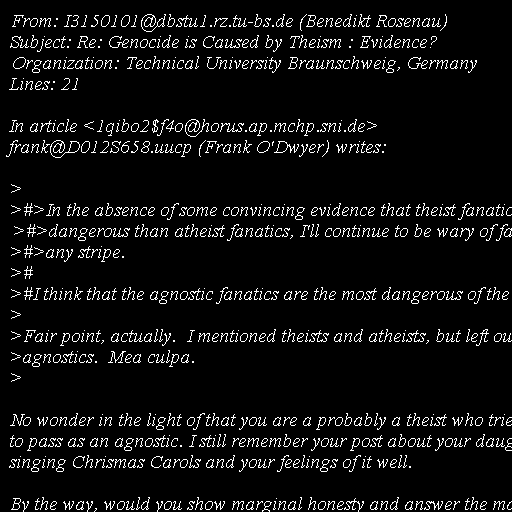 From: I3150101@dbstu1.rz.tu-bs.de (Benedikt Rosenau)
Subject: Re: Genocide is Caused by Theism : Evidence?
Organization: Technical University Braunschweig, Germany
Lines: 21
In article <1qibo2$f4o@horus.ap.mchp.sni.de>
frank@D012S658.uucp (Frank O'Dwyer) writes:
>
>#>In the absence of some convincing evidence that theist fanatic
>#>dangerous than atheist fanatics, I'll continue to be wary of fa
>#>any stripe.
>#
>#I think that the agnostic fanatics are the most dangerous of the
>
>Fair point, actually.  I mentioned theists and atheists, but left ou
>agnostics.  Mea culpa.
>
No wonder in the light of that you are a probably a theist who trie
to pass as an agnostic. I still remember your post about your daug
singing Chrismas Carols and your feelings of it well.
By the way, would you show marginal honesty and answer the ma